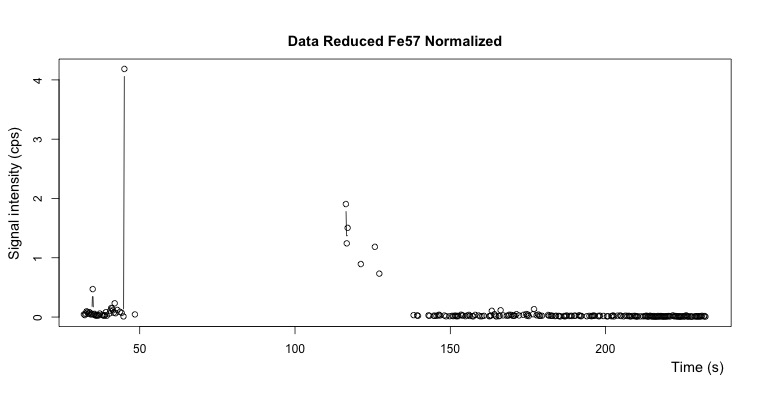 Data Reduced Fe57 Normalized
Signal intensity (cps)
4
3
2
1
0
50 100 150 200
Time (s)